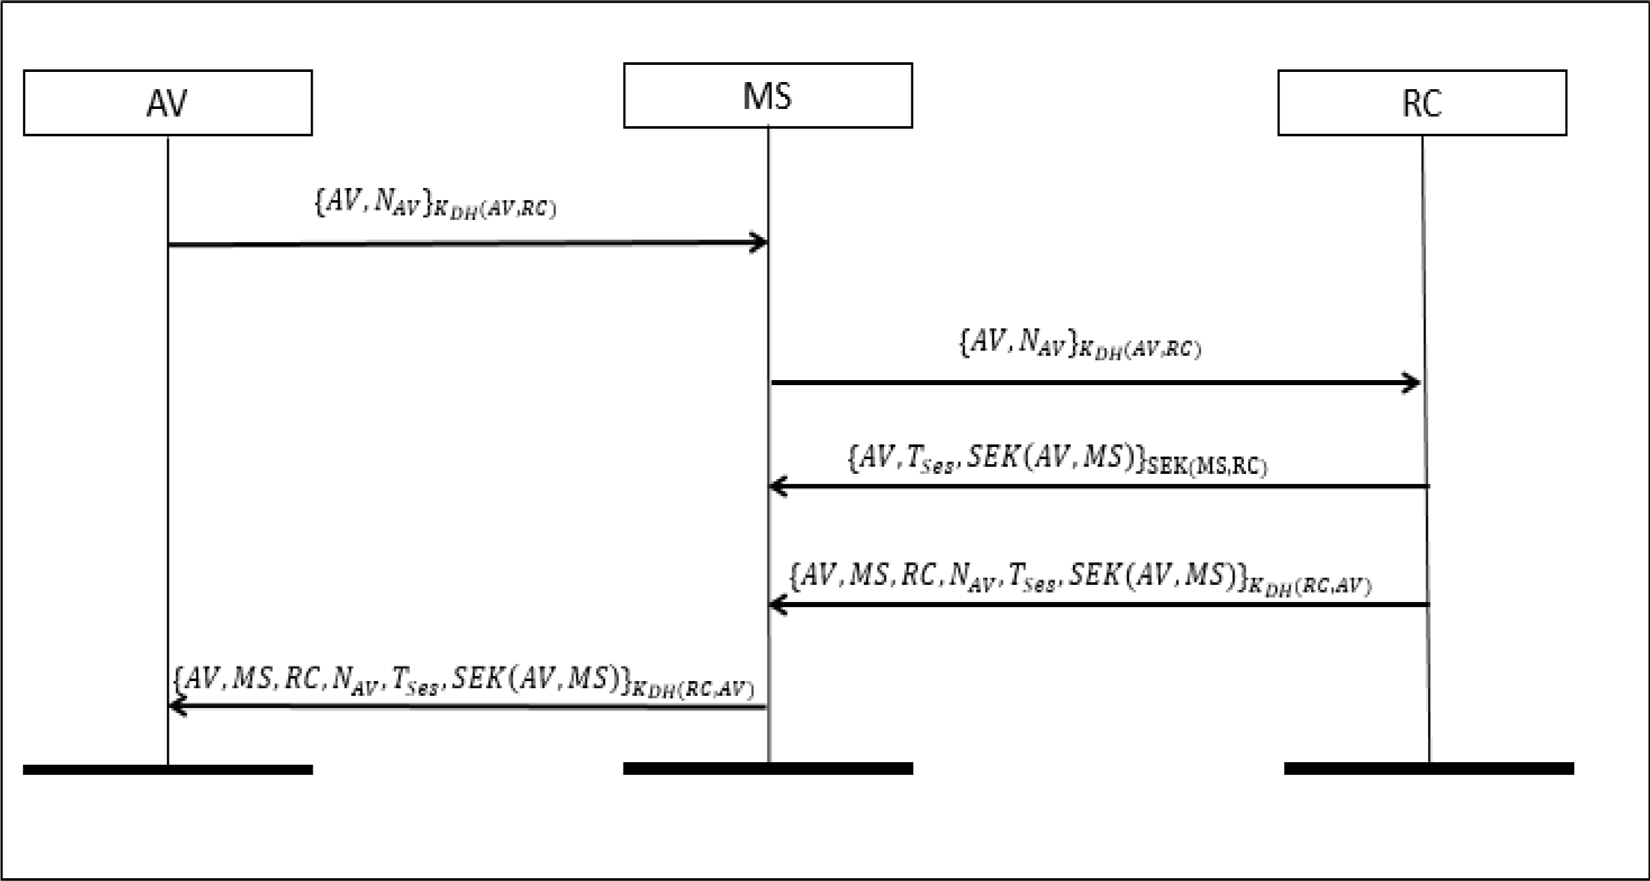 AV
MS
RC
{AV, N_AV}_K_DH(AV,RC)
{AV, N_AV}_K_DH(AV,RC)
{AV, T_Ses, SEK(AV, MS)}_SEK(MS,RC)
{AV, MS, RC, N_AV, T_Ses, SEK(AV, MS)}_K_DH(RC,AV)
{AV, MS, RC, N_AV, T_Ses, SEK(AV, MS)}_K_DH(RC,AV)